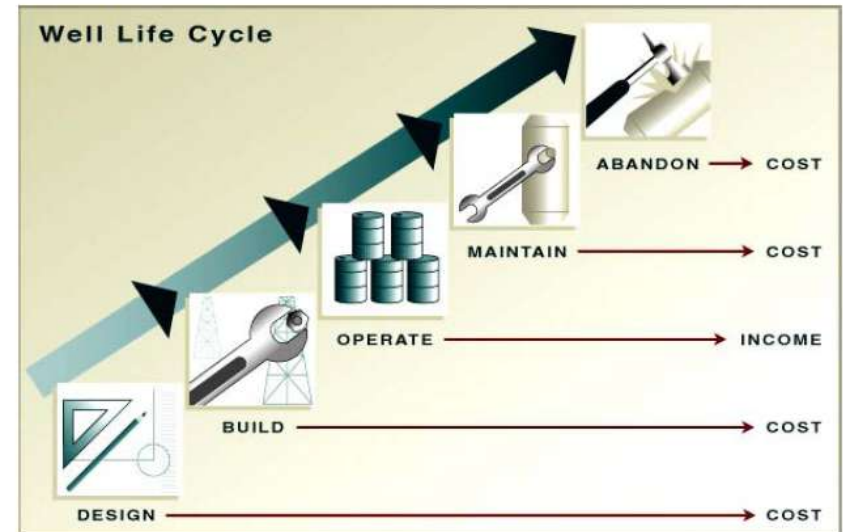 Well Life Cycle
ABANDON COST
MAINTAIN COST
OPERATE INCOME
BUILD COST
DESIGN COST